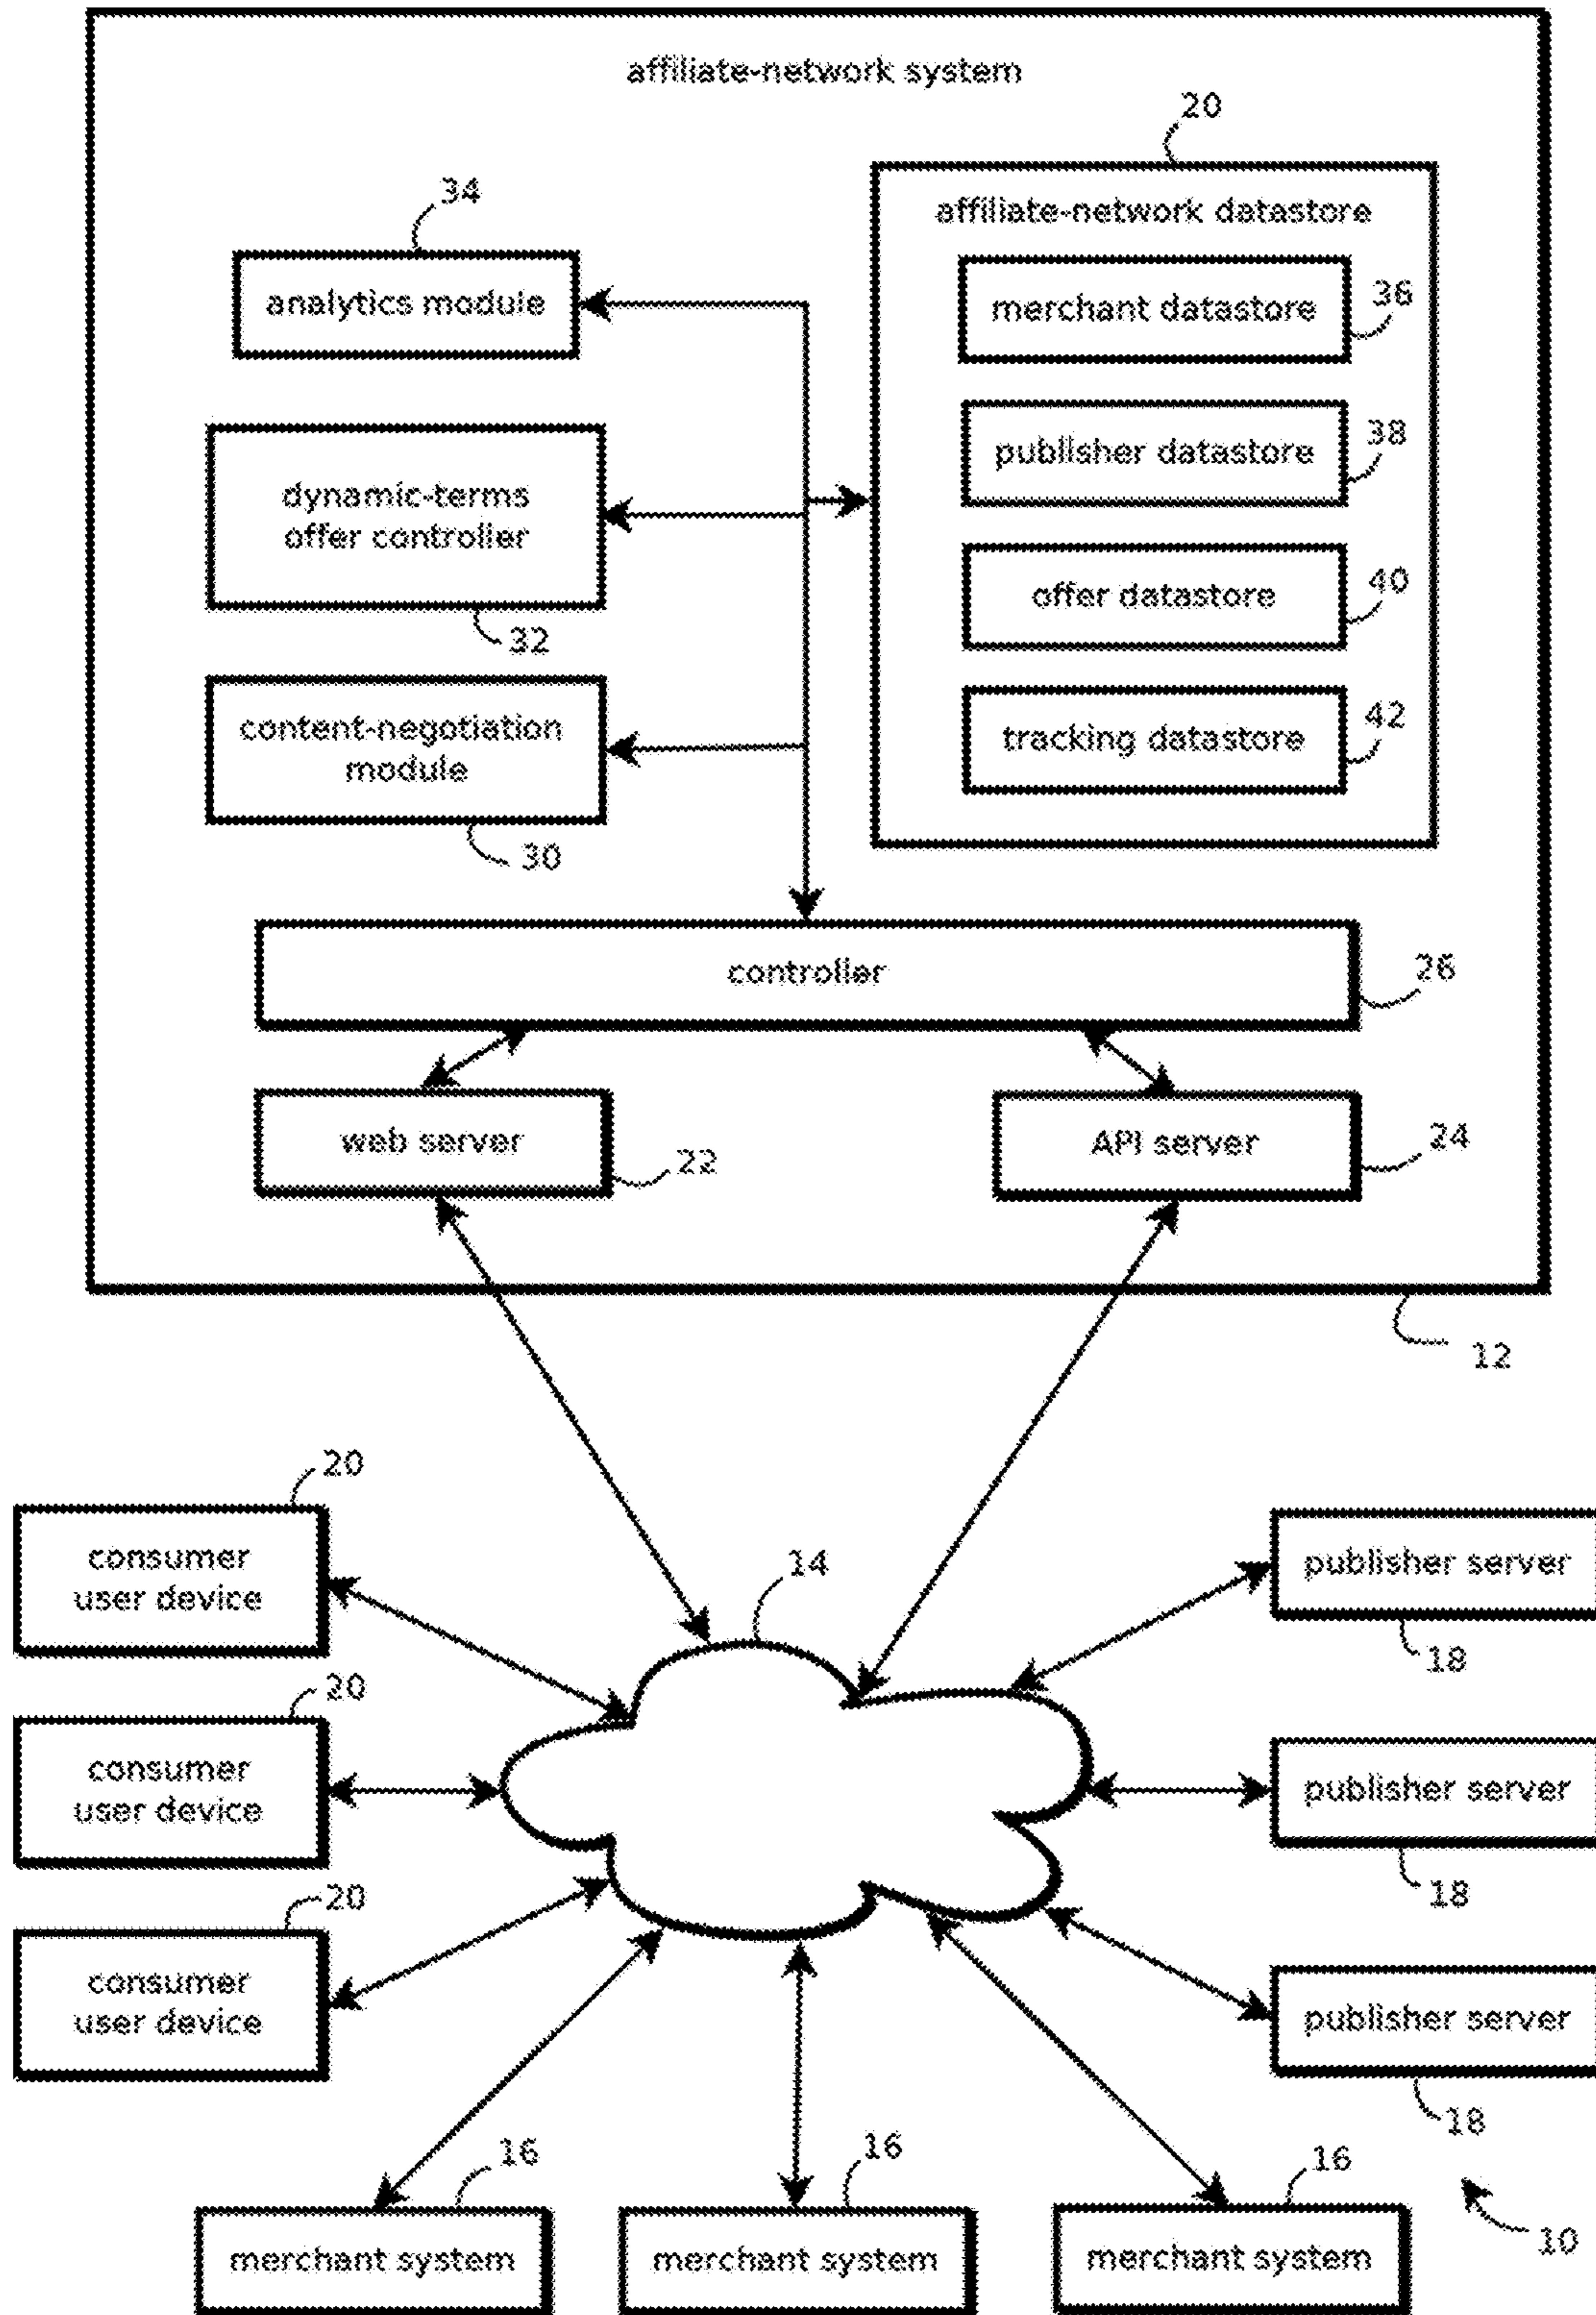 affiliate-network system
20
34
affiliate-network datastore
analytics module
merchant datastore
36
publisher datastore
38
dynamic-terms
offer controller
32
offer datastore
40
content-negotiation
module
30
tracking datastore
42
controller
26
web server
22
API server
24
12
20
consumer
user device
20
consumer
user device
20
consumer
user device
14
publisher server
18
publisher server
18
publisher server
18
16
merchant system
16
merchant system
16
merchant system
10